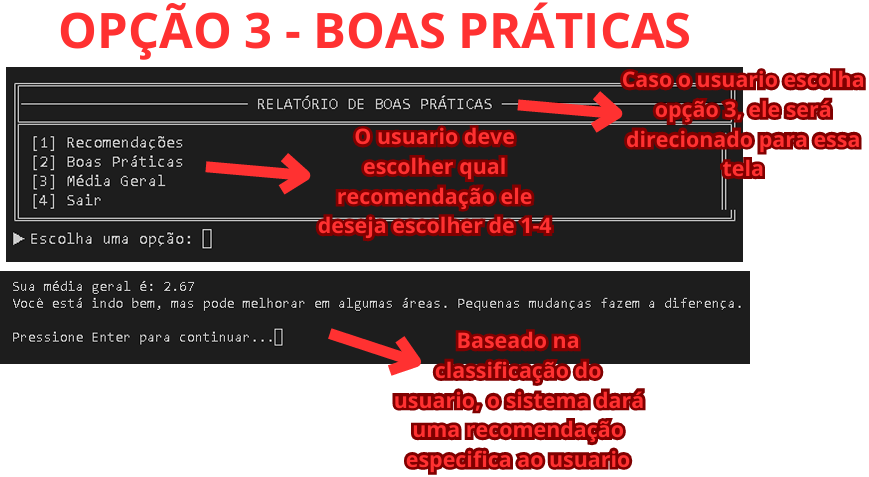 OPÇÃO 3 - BOAS PRÁTICAS
RELATÓRIO DE BOAS PRÁTICAS
Caso o usuario escolha
opção 3, ele será
direcionado para essa
tela
[1] Recomendações
[2] Boas Práticas
[3] Média Geral
[4] Sair
O usuario deve
escolher qual
recomendação ele
deseja escolher de 1-4
Escolha uma opção:
Sua média geral é: 2.67
Você está indo bem, mas pode melhorar em algumas áreas. Pequenas mudanças fazem a diferença.
Pressione Enter para continuar...
Baseado na
classificação do
usuario, o sistema dará
uma recomendação
especifica ao usuario